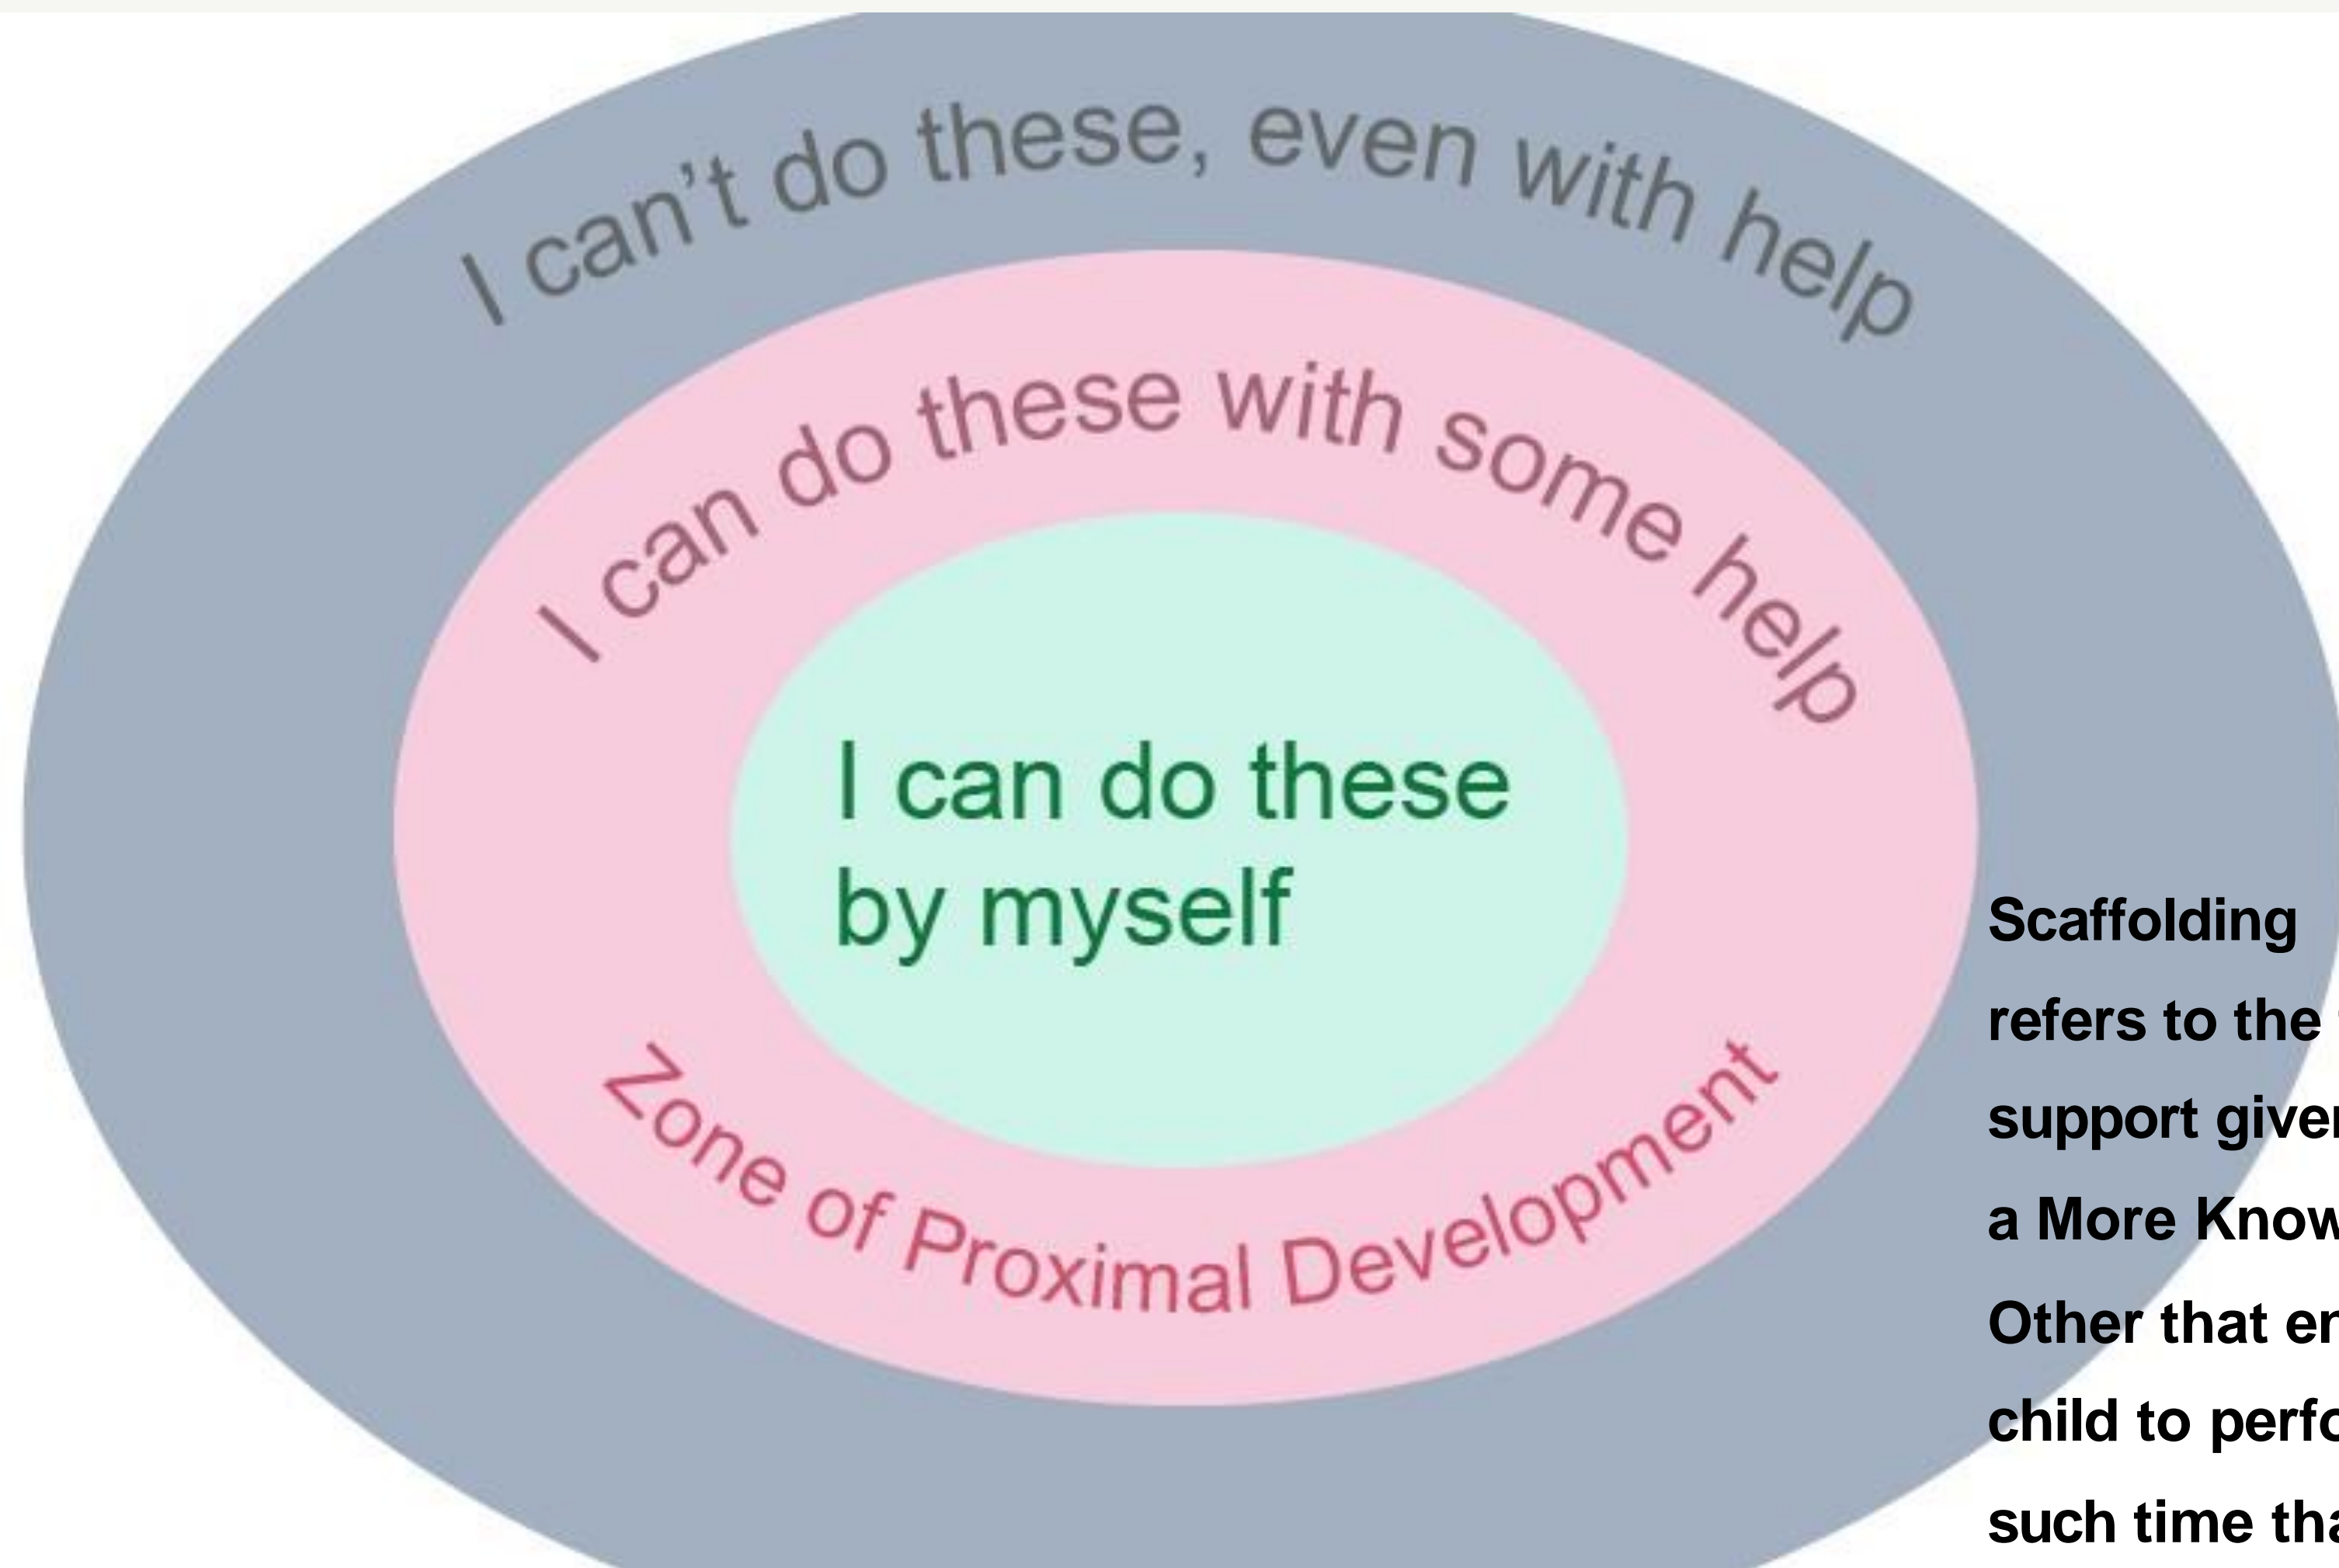 I can't do these, even with help
I can do these with some help
I can do these
by myself
Zone of Proximal Development
Scaffolding
refers to the
support
a More
Other that
child to
such time